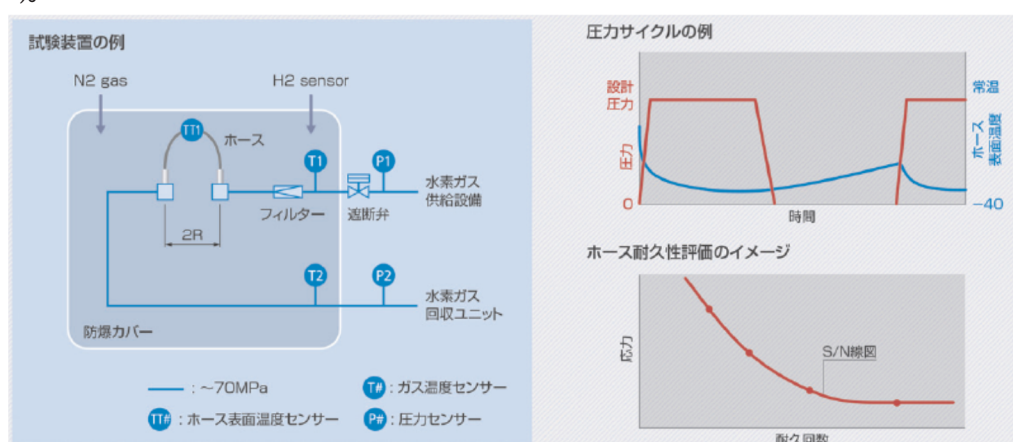 試験装置の例
N2 gas
H2 sensor
TT1
ホース
T1
P1
フィルター
遮断弁
水素ガス
供給設備
2R
T2
P2
水素ガス
回収ユニット
防爆カバー
:～70MPa
T#:ガス温度センサー
TT#:ホース表面温度センサー
P#:圧力センサー
圧力サイクルの例
設計
圧力
圧力
0
時間
常温
ホース
表面温度
-40
ホース耐久性評価のイメージ
応力
S/N線図
耐久回数